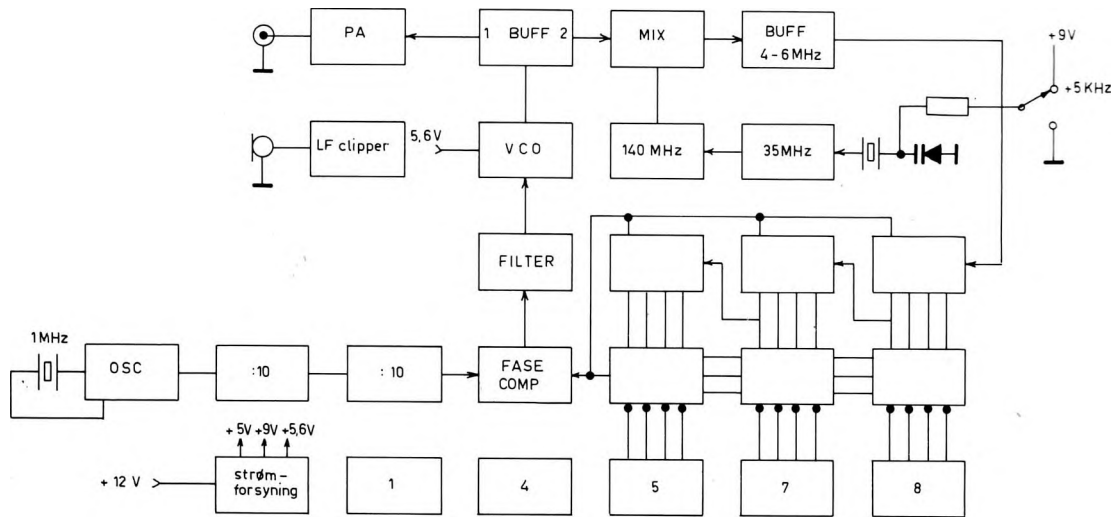 PA
1 BUFF 2
MIX
BUFF
4-6MHz
+9V
+5KHz
LF clipper
5,6V
VCO
140 MHz
35MHz
FILTER
1MHz
OSC
:10
: 10
FASE
COMP
+5V +9V +5,6V
+ 12 V
strøm-
forsyning
1
4
5
7
8